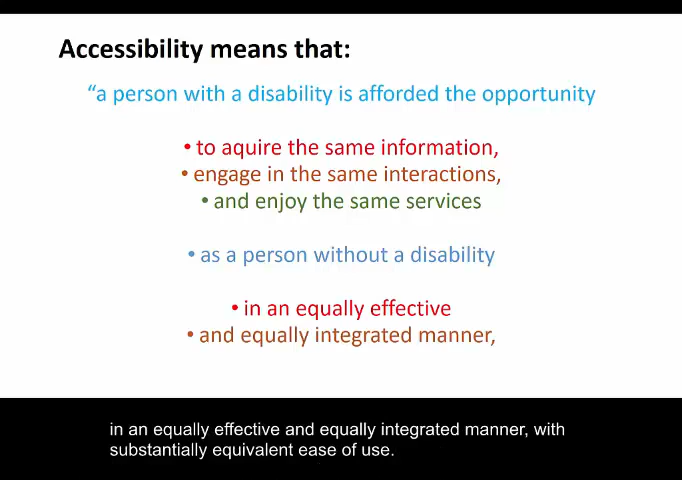 Accessibility means that:
“a person with a disability is afforded the opportunity
• to aquire the same information,
• engage in the same interactions,
• and enjoy the same services
• as a person without a disability
• in an equally effective
• and equally integrated manner,
in an equally effective and equally integrated manner, with
substantially equivalent ease of use.